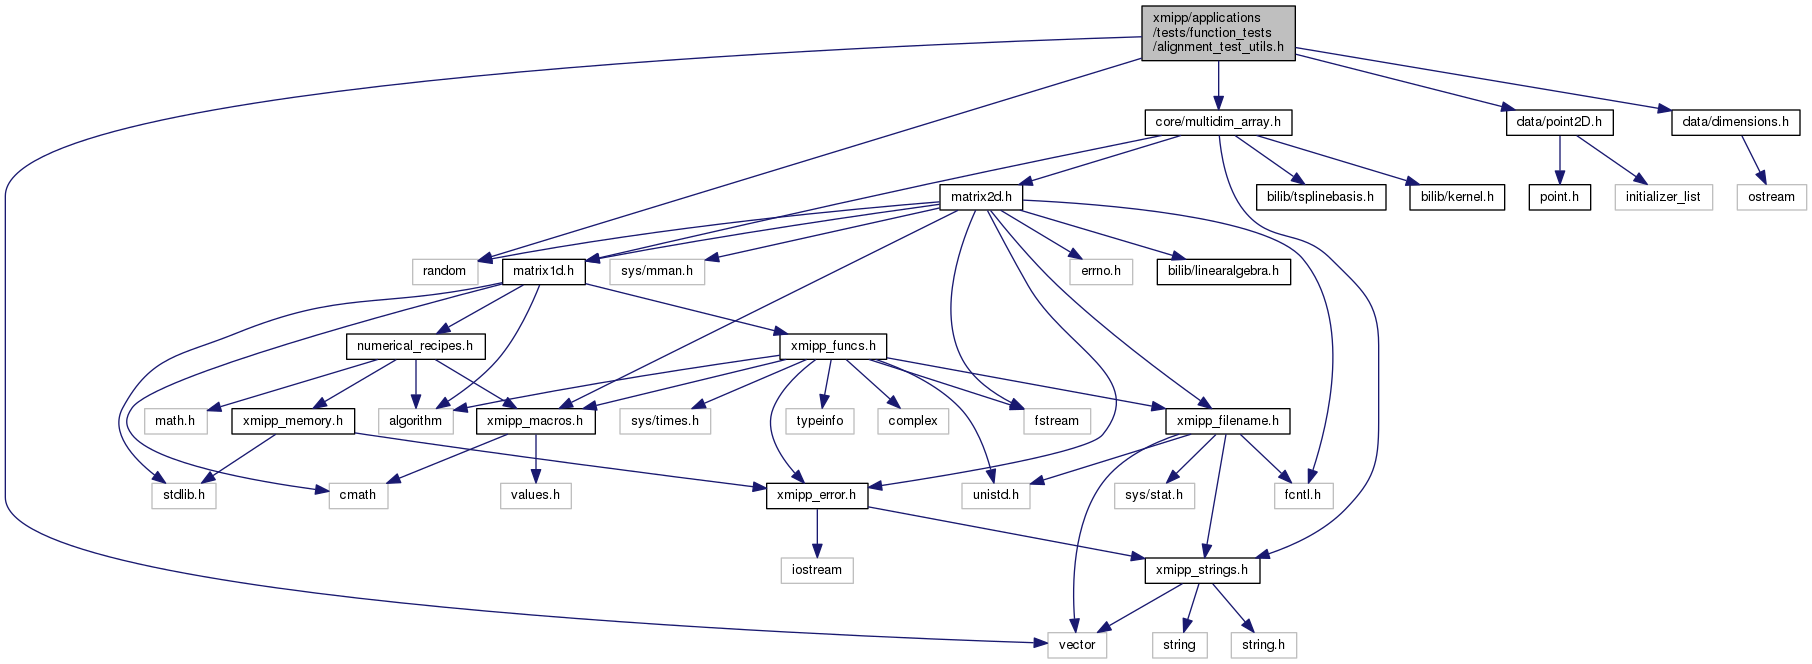 xmipp/applications
/tests/function_tests
/alignment_test_utils.h
core/multidim_array.h
data/point2D.h
data/dimensions.h
matrix2d.h
bilib/tsplinebasis.h
bilib/kernel.h
point.h
initializer_list
ostream
random
matrix1d.h
sys/mman.h
errno.h
bilib/linearalgebra.h
numerical_recipes.h
xmipp_funcs.h
math.h
xmipp_memory.h
algorithm
xmipp_macros.h
sys/times.h
typeinfo
complex
fstream
xmipp_filename.h
stdlib.h
cmath
values.h
xmipp_error.h
unistd.h
sys/stat.h
fcntl.h
iostream
xmipp_strings.h
vector
string
string.h